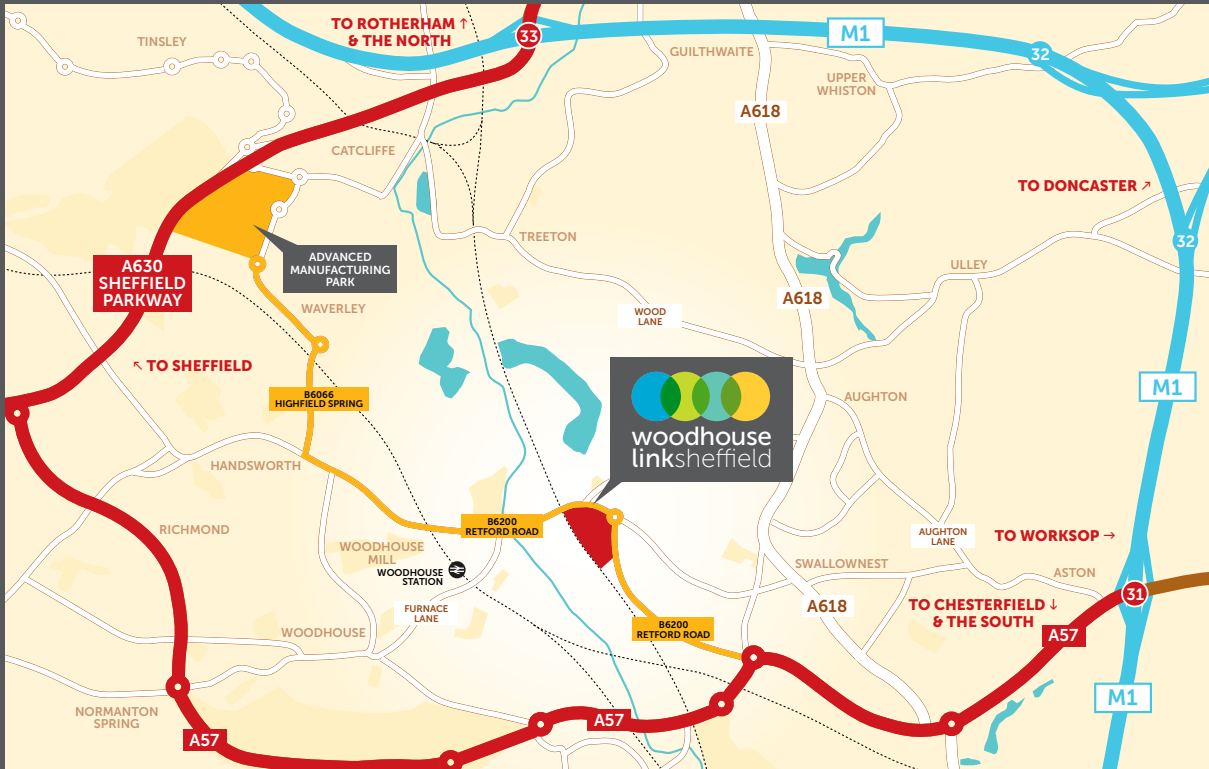 TO ROTHERHAM ↑
& THE NORTH
33
M1
TINSLEY
GUILTHWAITE
32
UPPER
WHISTON
A618
CATCLIFFE
TO DONCASTER ↗
TREETON
32
ADVANCED
MANUFACTURING
PARK
A630
SHEFFIELD
PARKWAY
ULLEY
A618
WAVERLEY
WOOD
LANE
↖ TO SHEFFIELD
M1
B6066
HIGHFIELD SPRING
AUGHTON
woodhouse
linksheffield
HANDSWORTH
RICHMOND
B6200
RETFORD ROAD
AUGHTON
LANE
TO WORKSOP →
WOODHOUSE
MILL
WOODHOUSE
STATION
SWALLOWNEST
ASTON
31
FURNACE
LANE
A618
TO CHESTERFIELD ↓
& THE SOUTH
WOODHOUSE
B6200
RETFORD ROAD
A57
M1
NORMANTON
SPRING
A57
A57